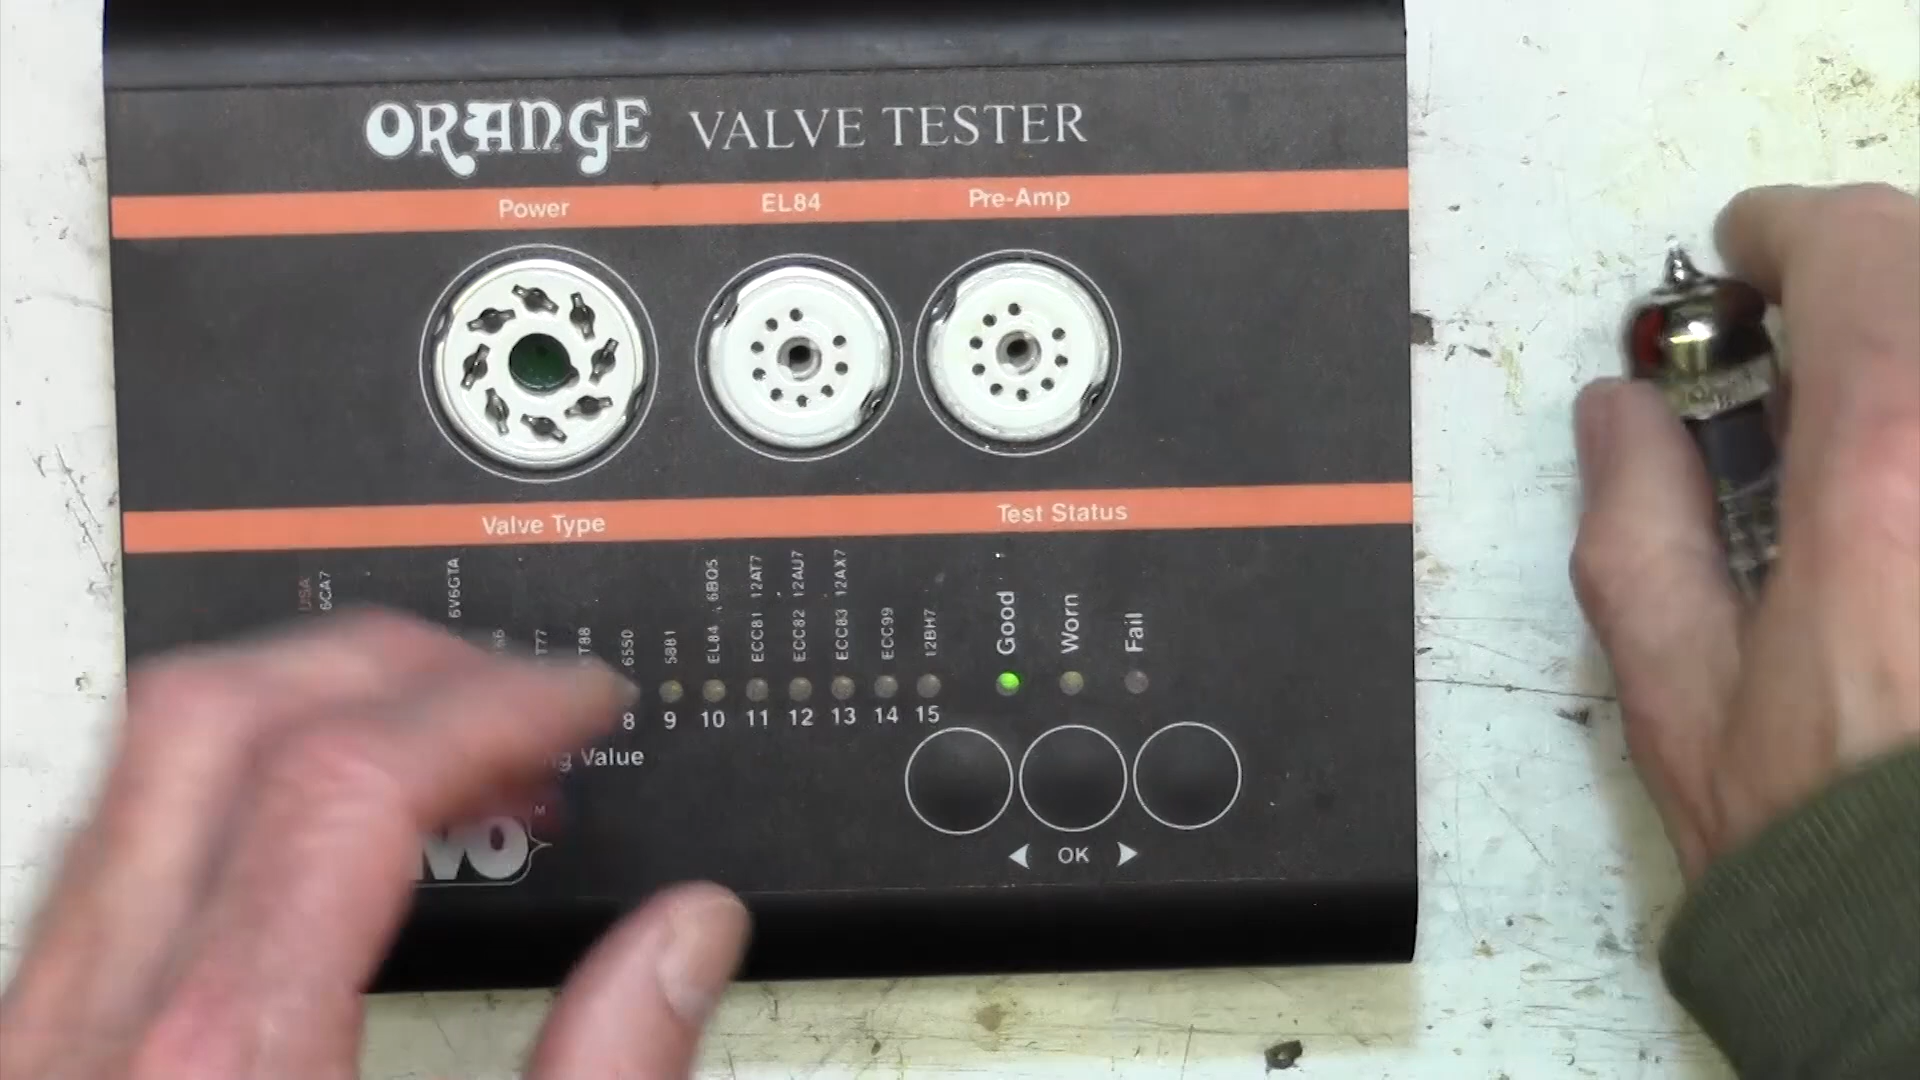 ORANGE VALVE TESTER
Power EL84 Pre-Amp
Valve Type Test Status
USA
6CA7 6V6GTA 6BQ5 12AT7 12AU7 12AX7
6550 5881 EL84 ECC81 ECC82 ECC83 ECC99 12BH7 Good Worn Fail
8 9 10 11 12 13 14 15
Value
OK